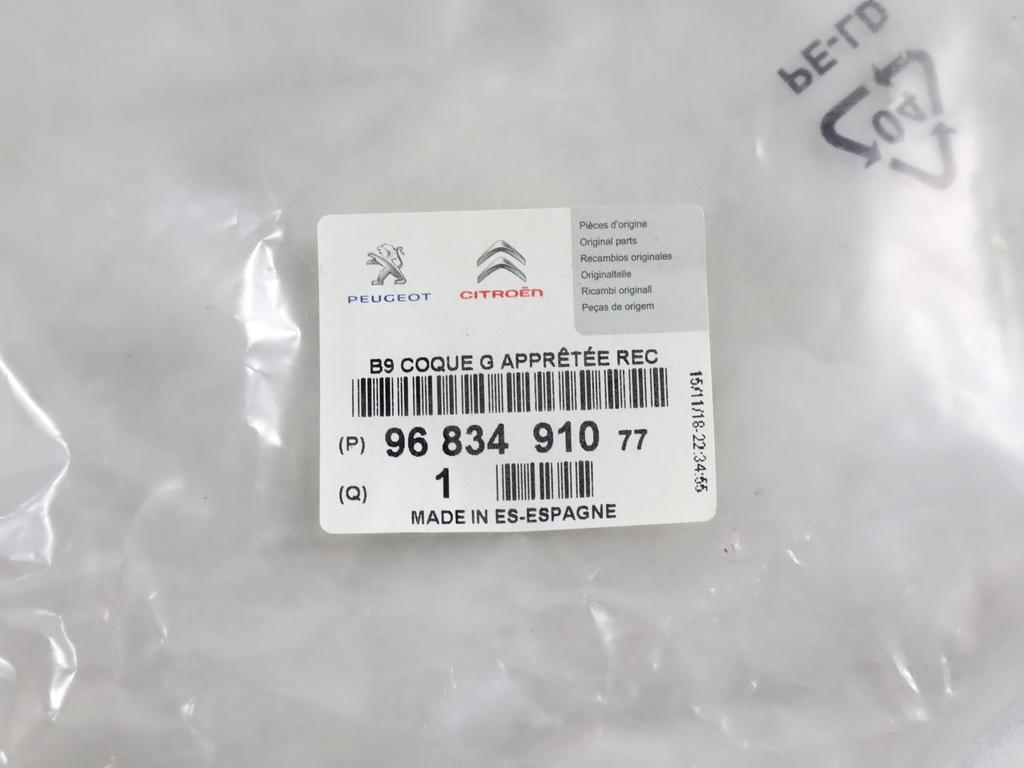 PE-LD
04
PEUGEOT
CITROËN
Pièces d'origine
Original parts
Recambios originales
Originalteile
Ricambi originali
Peças de origem
B9 COQUE G APPRÊTÉE REC
(P) 96 834 910 77
(Q) 1
MADE IN ES-ESPAGNE
15/11/18-22:34:55